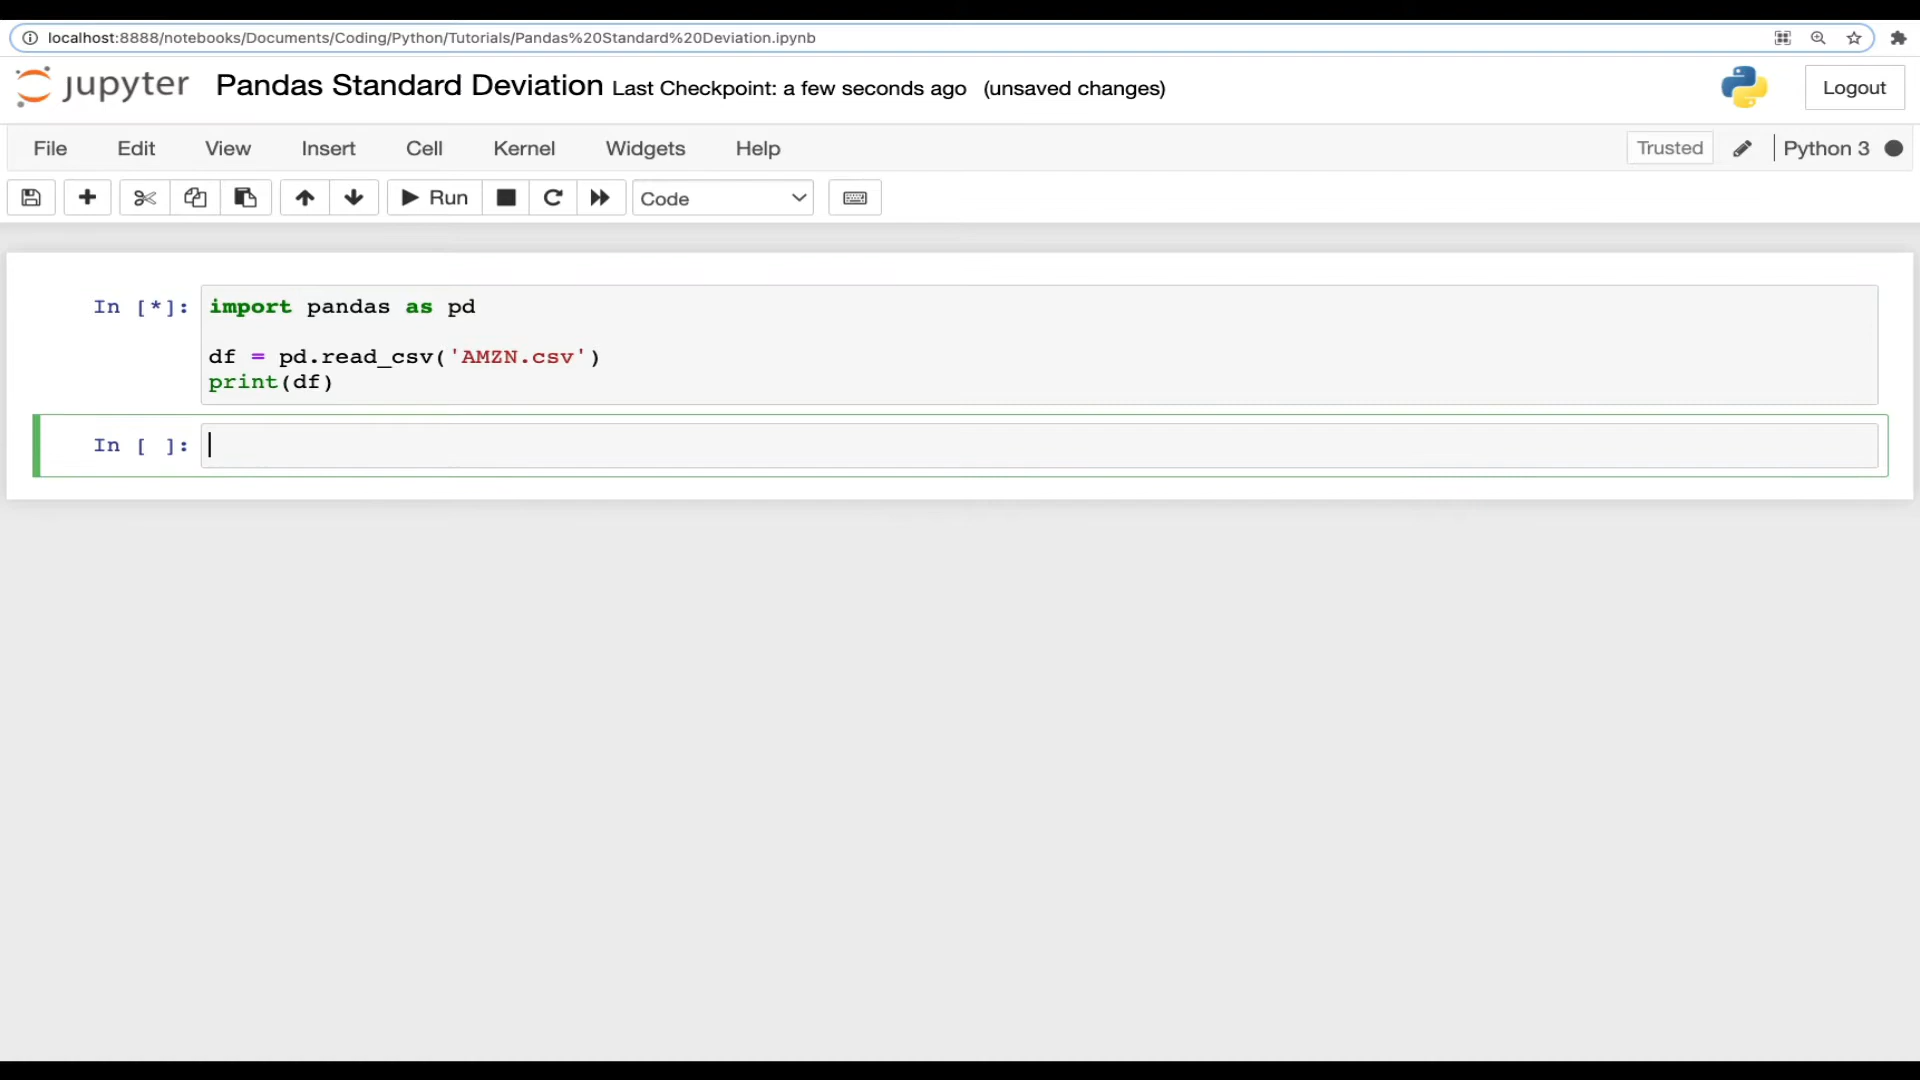 localhost:8888/notebooks/Documents/Coding/Python/Tutorials/Pandas%20Standard%20Deviation.ipynb
jupyter Pandas Standard Deviation Last Checkpoint: a few seconds ago (unsaved changes) Logout
File Edit View Insert Cell Kernel Widgets Help Trusted Python 3
Run Code
In [*]: import pandas as pd
df = pd.read_csv('AMZN.csv')
print(df)
In [ ]: